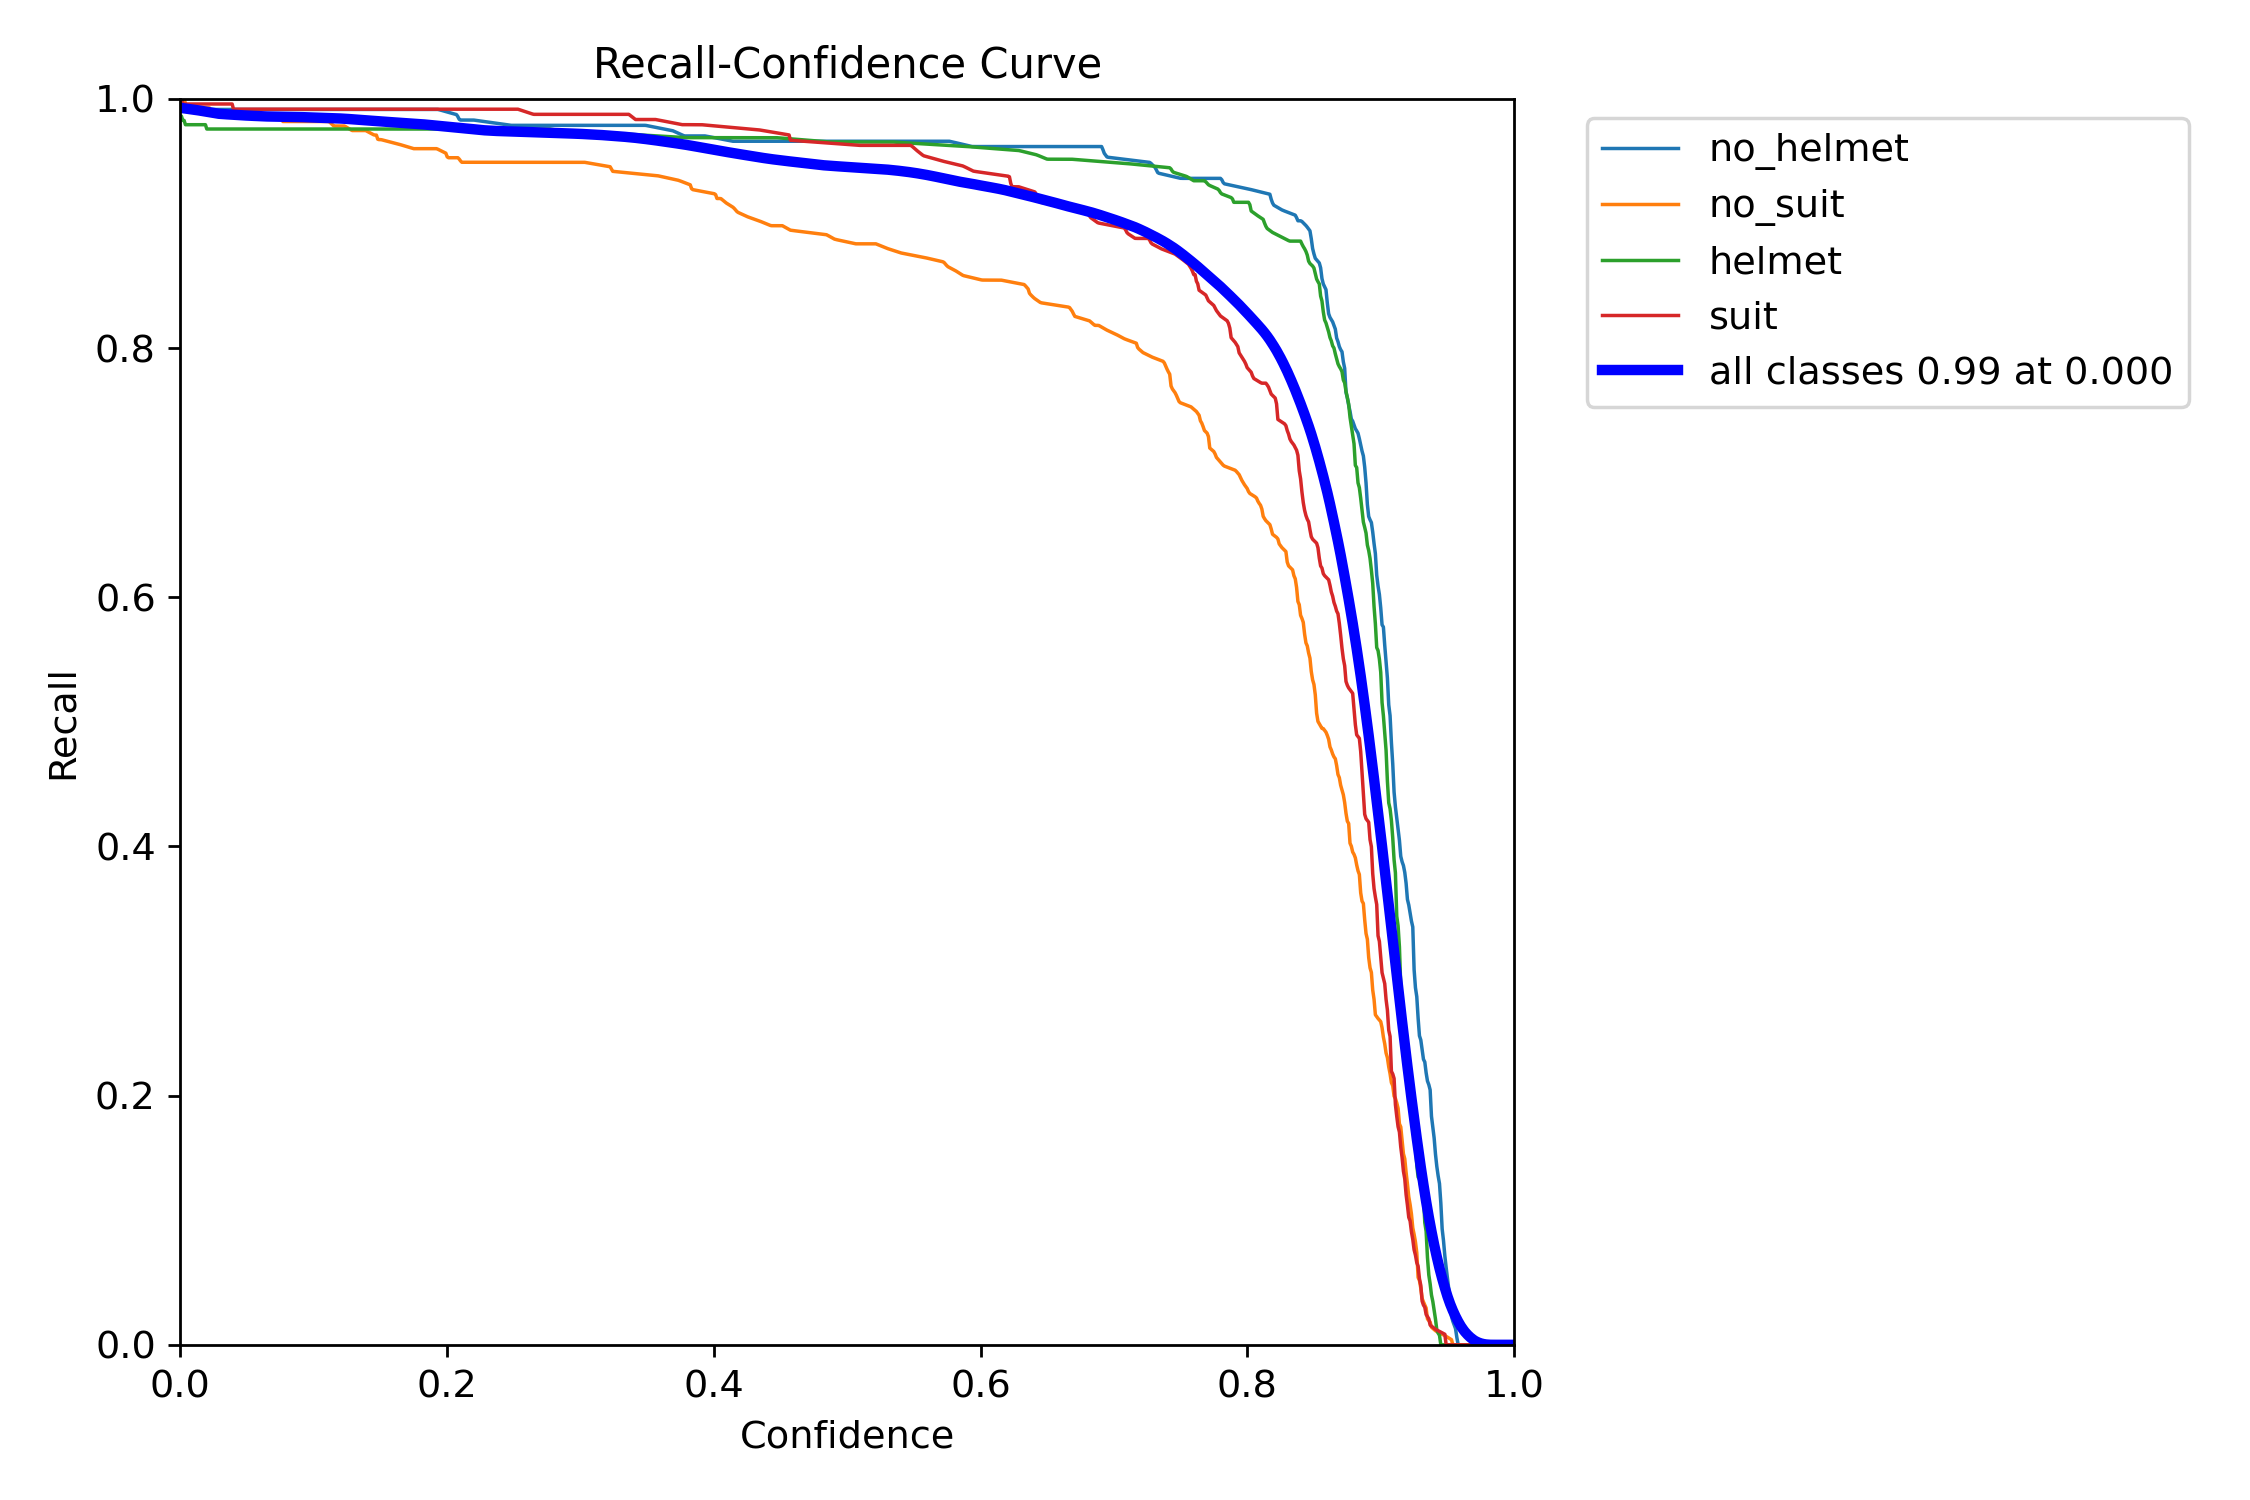 Recall-Confidence Curve
1.0
0.8
0.6
0.4
0.2
0.0
Recall
0.0 0.2 0.4 0.6 0.8 1.0
Confidence
no_helmet
no_suit
helmet
suit
all classes 0.99 at 0.000